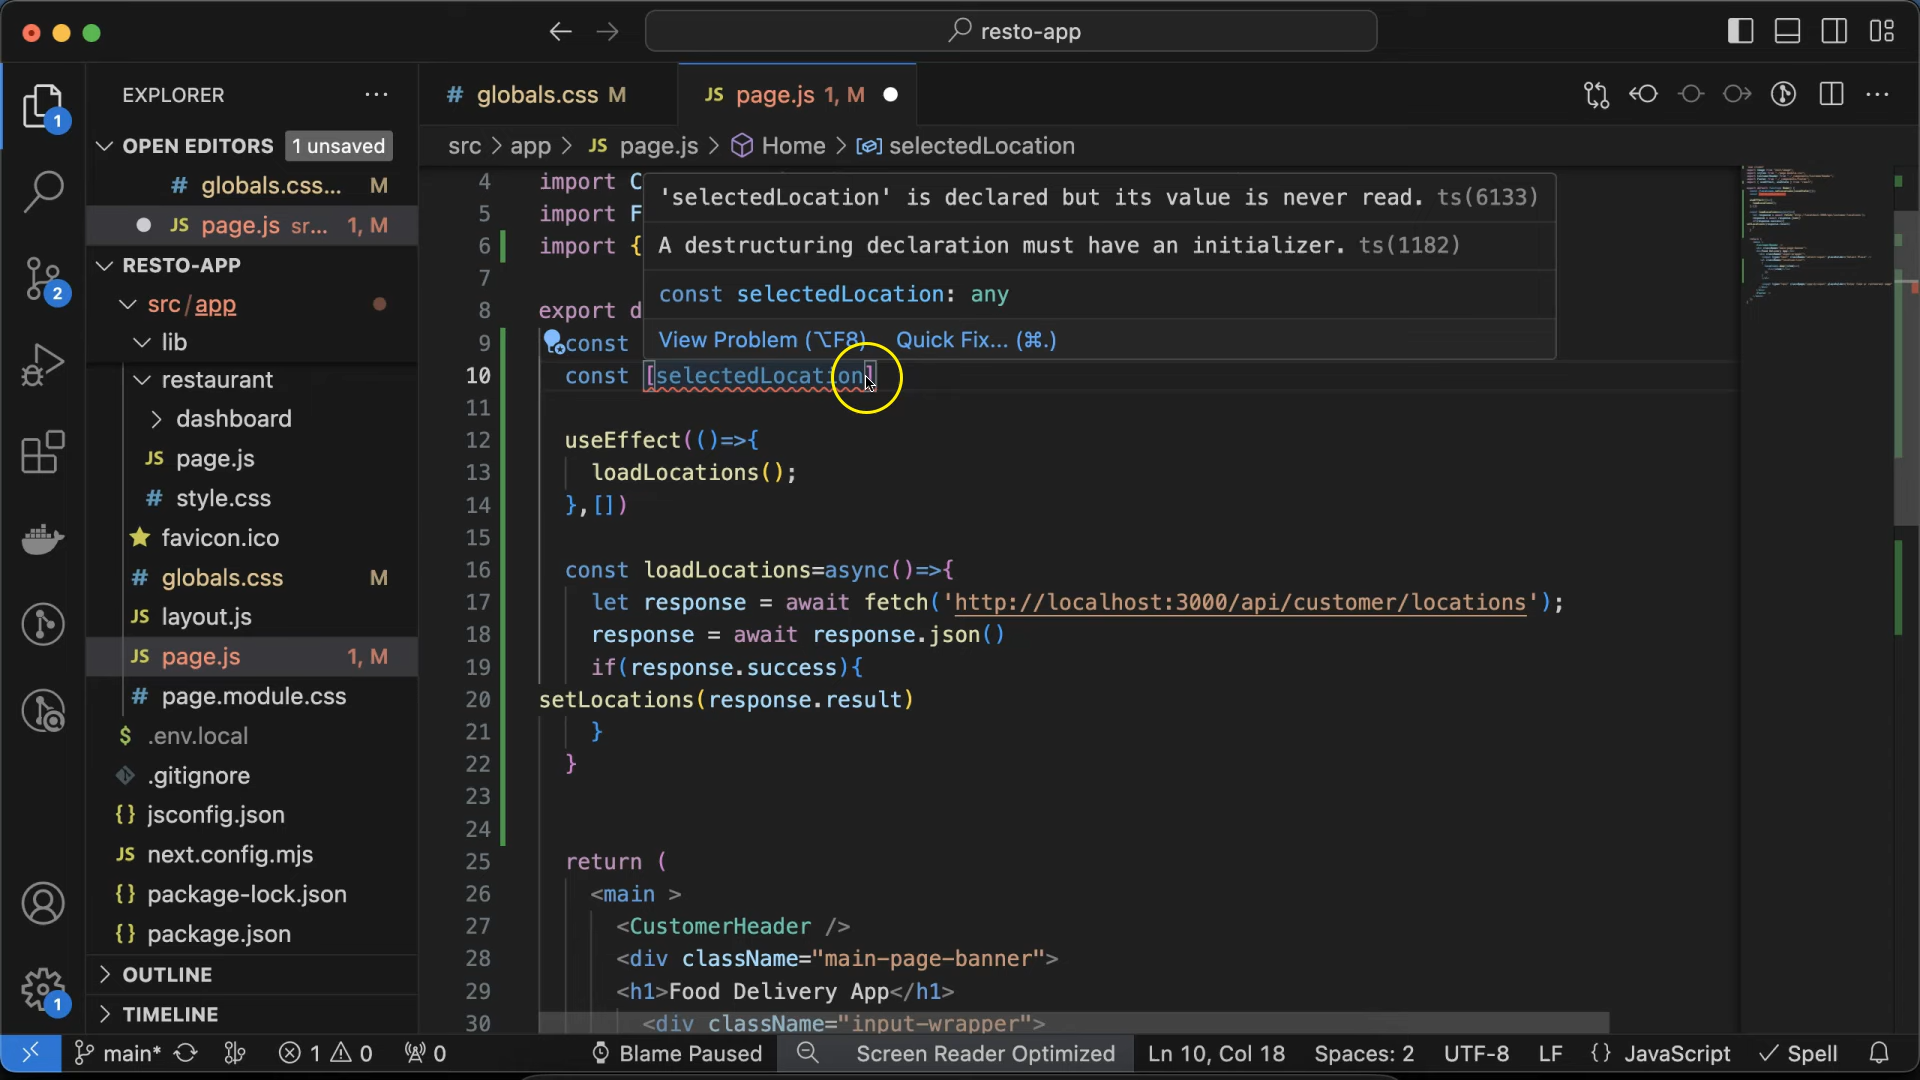 resto-app
EXPLORER
# globals.css M
JS page.js 1, M
1
OPEN EDITORS 1 unsaved
# globals.css... M
JS page.js sr... 1, M
src > app > JS page.js > Home > selectedLocation
RESTO-APP
src/app
lib
restaurant
dashboard
JS page.js
# style.css
favicon.ico
# globals.css M
JS layout.js
JS page.js 1, M
# page.module.css
$ .env.local
.gitignore
{} jsconfig.json
JS next.config.mjs
{} package-lock.json
{} package.json
OUTLINE
TIMELINE
2
1
4 import C
5 import F
6 import {
7
8 export d
9 const
'selectedLocation' is declared but its value is never read. ts(6133)
A destructuring declaration must have an initializer. ts(1182)
const selectedLocation: any
View Problem (⌥F8) Quick Fix... (⌘.)
10 const [selectedLocation]
11
12 useEffect(()=>{
13 loadLocations();
14 },[])
15
16 const loadLocations=async()=>{
17 let response = await fetch('http://localhost:3000/api/customer/locations');
18 response = await response.json()
19 if(response.success){
20 setLocations(response.result)
21 }
22 }
23
24
25 return (
26 <main >
27 <CustomerHeader />
28 <div className="main-page-banner">
29 <h1>Food Delivery App</h1>
30 <div className="input-wrapper">
main* 1 0 0 Blame Paused Screen Reader Optimized Ln 10, Col 18 Spaces: 2 UTF-8 LF {} JavaScript Spell